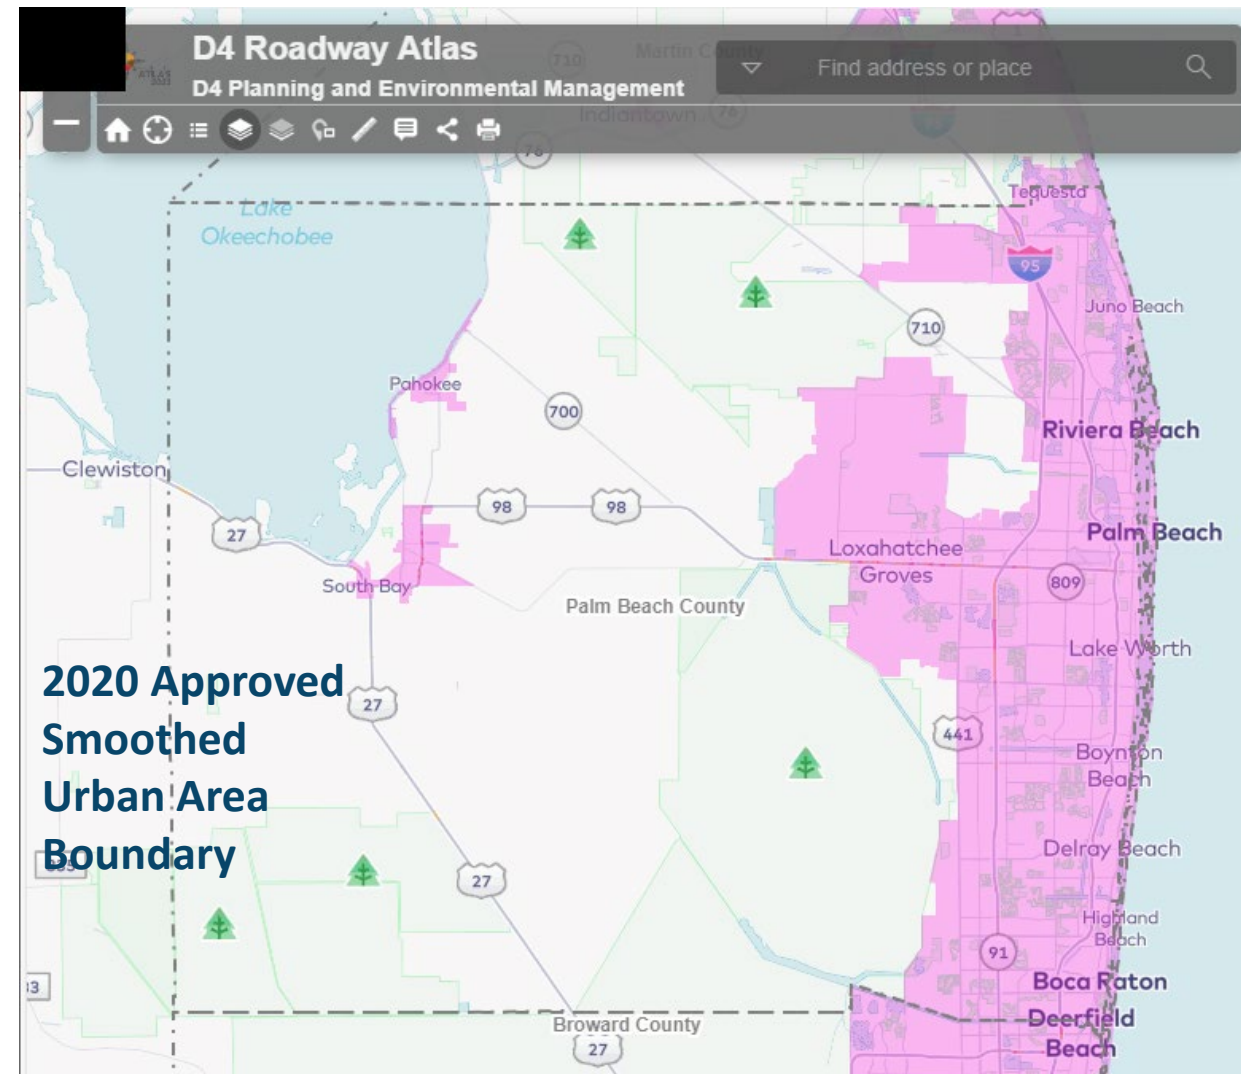 D4 Roadway Atlas
D4 Planning and Environmental Management
Find address or place
ATLAS
710
Martin County
Indiantown
76
76
Tequesta
Lake
Okeechobee
95
Juno Beach
710
Pahokee
700
Riviera Beach
Clewiston
98
98
27
Palm Beach
Loxahatchee
Groves
809
South Bay
Palm Beach County
Lake Worth
2020 Approved
Smoothed
Urban Area
Boundary
27
441
Boynton
Beach
Delray Beach
27
Highland
Beach
91
Boca Raton
Deerfield
Beach
Broward County
27